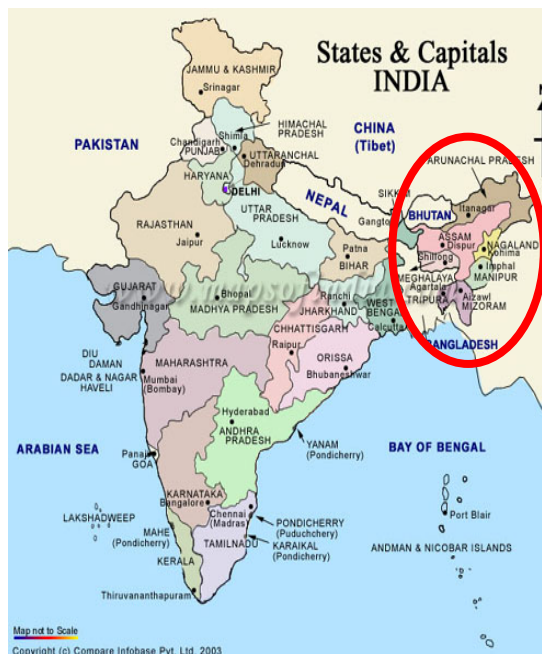 States & Capitals
INDIA
JAMMU & KASHMIR
Srinagar
HIMACHAL
PRADESH
Shimla
Chandigarh
PUNJAB
UTTARANCHAL
Dehradun
PAKISTAN
CHINA
(Tibet)
HARYANA
DELHI
NEPAL
SIKKIM
Gangtok
BHUTAN
ARUNACHAL PRADESH
Itanagar
ASSAM
Dispur
NAGALAND
Kohima
Shillong
MEGHALAYA
Imphal
MANIPUR
Agartala
TRIPURA
Aizawl
MIZORAM
BANGLADESH
RAJASTHAN
Jaipur
UTTAR
PRADESH
Lucknow
Patna
BIHAR
GUJARAT
Gandhinagar
Bhopal
MADHYA PRADESH
Ranchi
JHARKHAND
WEST
BENGAL
Calcutta
CHHATTISGARH
Raipur
ORISSA
Bhubaneshwar
DIU
DAMAN
DADAR & NAGAR
HAVELI
MAHARASHTRA
Mumbai
(Bombay)
Hyderabad
ANDHRA
PRADESH
YANAM
(Pondicherry)
ARABIAN SEA
BAY OF BENGAL
Panaji
GOA
KARNATAKA
Bangalore
Chennai
(Madras)
PONDICHERRY
(Puduchchery)
KARAIKAL
(Pondicherry)
LAKSHADWEEP
MAHE
(Pondicherry)
TAMILNADU
KERALA
Thiruvananthapuram
Port Blair
ANDMAN & NICOBAR ISLANDS
Map not to Scale
Copyright (c) Compare Infobase Pvt. Ltd. 2003